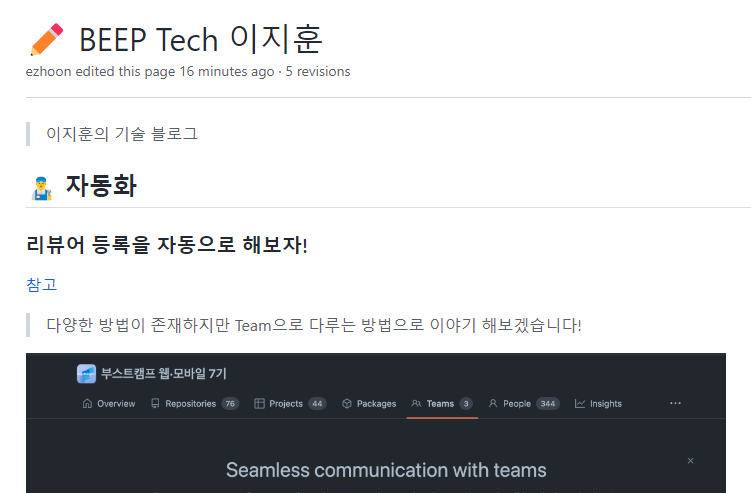 BEEP Tech 이지훈
ezhoon edited this page 16 minutes ago · 5 revisions
이지훈의 기술 블로그
자동화
리뷰어 등록을 자동으로 해보자!
참고
다양한 방법이 존재하지만 Team으로 다루는 방법으로 이야기 해보겠습니다!
부스트캠프 웹·모바일 7기
Overview Repositories 76 Projects 44 Packages Teams 3 People 344 Insights ···
Seamless communication with teams